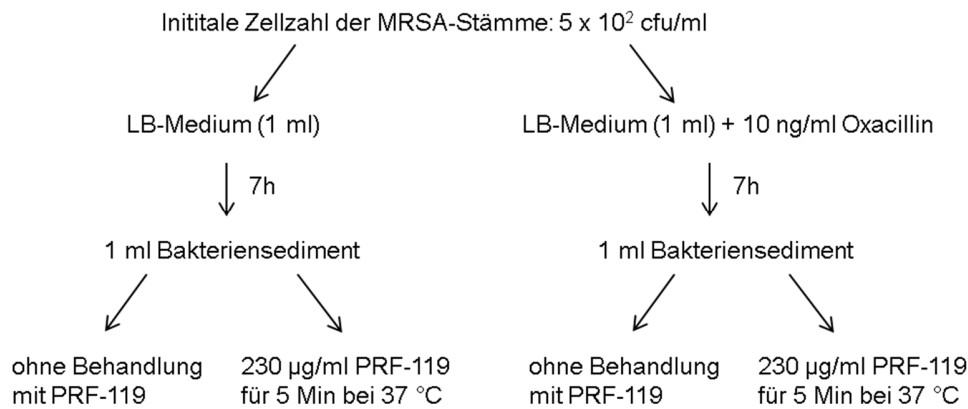 Inititale Zellzahl der MRSA-Stämme: 5 x 10² cfu/ml
LB-Medium (1 ml)
LB-Medium (1 ml) + 10 ng/ml Oxacillin
7h
7h
1 ml Bakteriensediment
1 ml Bakteriensediment
ohne Behandlung
mit PRF-119
230 µg/ml PRF-119
für 5 Min bei 37 °C
ohne Behandlung
mit PRF-119
230 µg/ml PRF-119
für 5 Min bei 37 °C